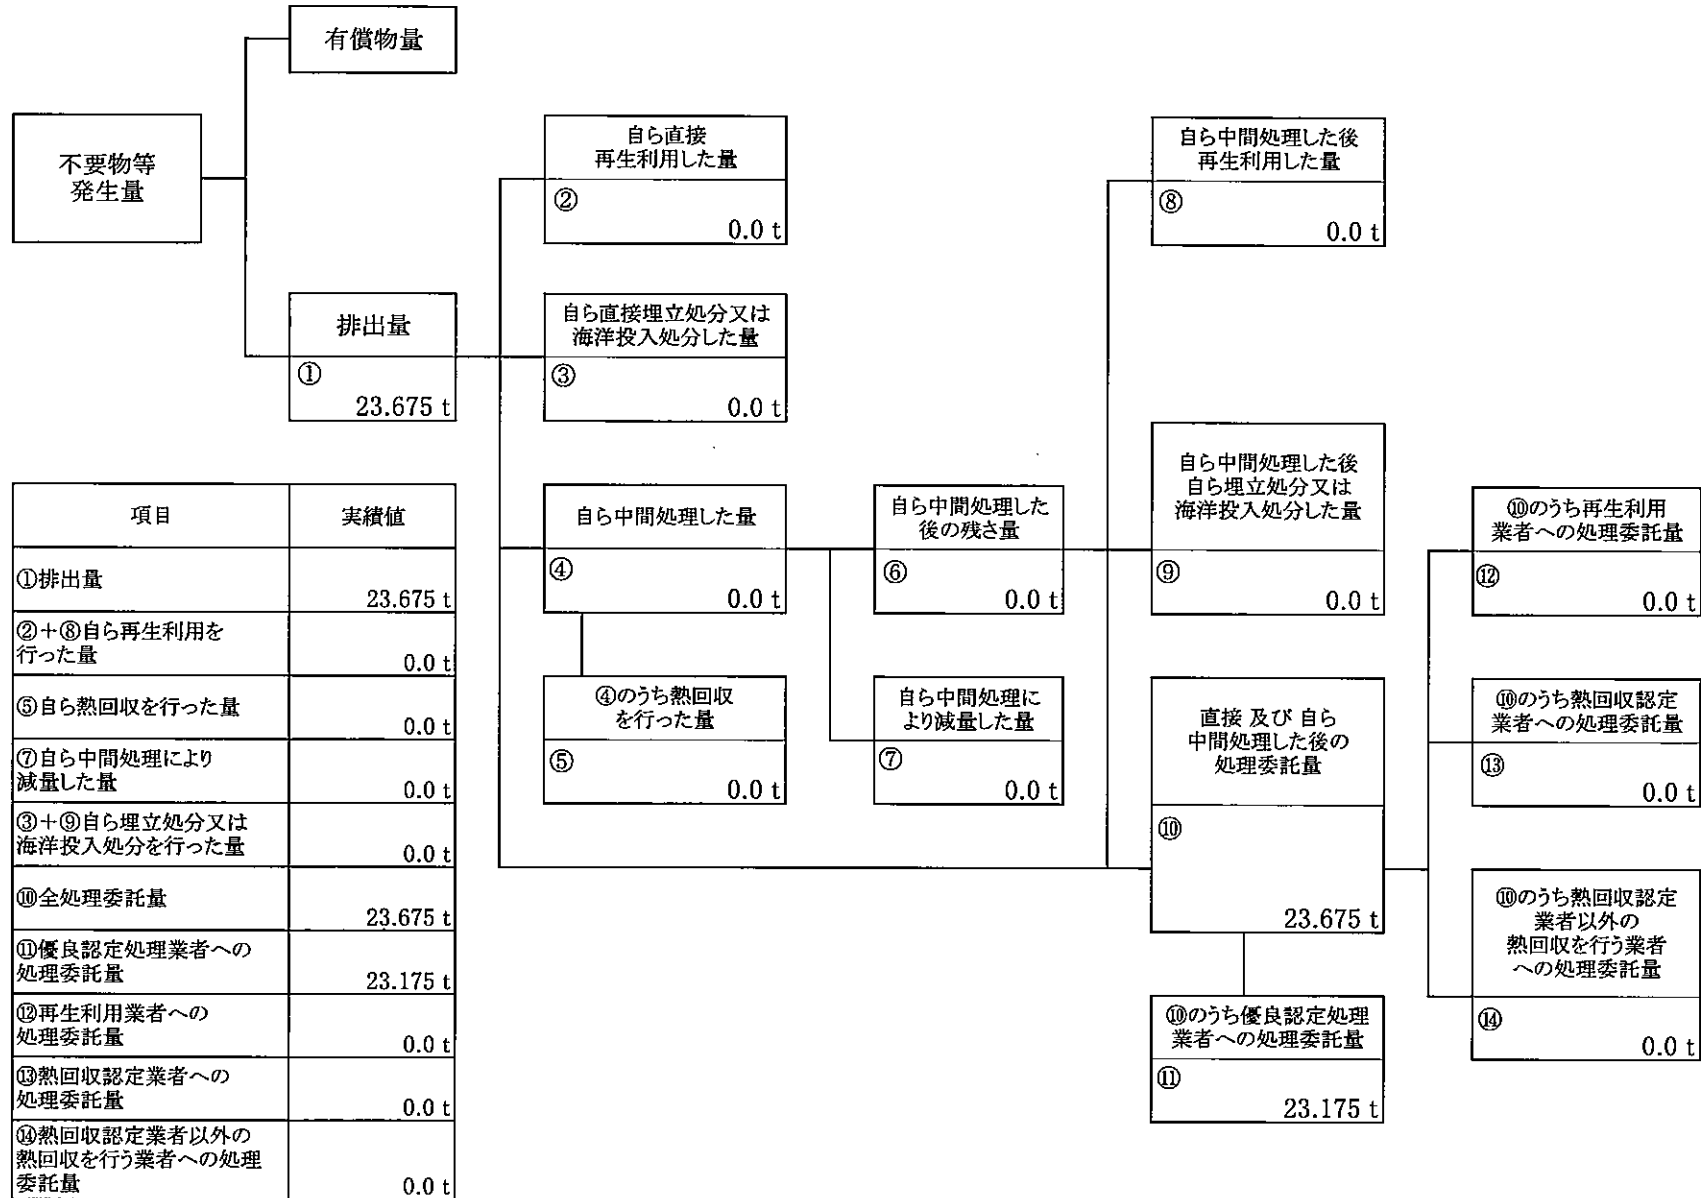 有償物量
不要物等
発生量
自ら直接
再生利用した量
②
0.0 t
自ら中間処理した後
再生利用した量
⑧
0.0 t
排出量
①
23.675 t
自ら直接埋立処分又は
海洋投入処分した量
③
0.0 t
自ら中間処理した量
④
0.0 t
自ら中間処理した
後の残さ量
⑥
0.0 t
自ら中間処理した後
自ら埋立処分又は
海洋投入処分した量
⑨
0.0 t
⑩のうち再生利用
業者への処理委託量
⑫
0.0 t
④のうち熱回収
を行った量
⑤
0.0 t
自ら中間処理に
より減量した量
⑦
0.0 t
直接 及び 自ら
中間処理した後の
処理委託量
⑩
23.675 t
⑩のうち熱回収認定
業者への処理委託量
⑬
0.0 t
⑩のうち熱回収認定
業者以外の
熱回収を行う業者
への処理委託量
⑭
0.0 t
⑩のうち優良認定処理
業者への処理委託量
⑪
23.175 t
項目 実績値
①排出量
23.675 t
②+⑧自ら再生利用を
行った量
0.0 t
⑤自ら熱回収を行った量
0.0 t
⑦自ら中間処理により
減量した量
0.0 t
③+⑨自ら埋立処分又は
海洋投入処分を行った量
0.0 t
⑩全処理委託量
23.675 t
⑪優良認定処理業者への
処理委託量
23.175 t
⑫再生利用業者への
処理委託量
0.0 t
⑬熱回収認定業者への
処理委託量
0.0 t
⑭熱回収認定業者以外の
熱回収を行う業者への処理
委託量
0.0 t